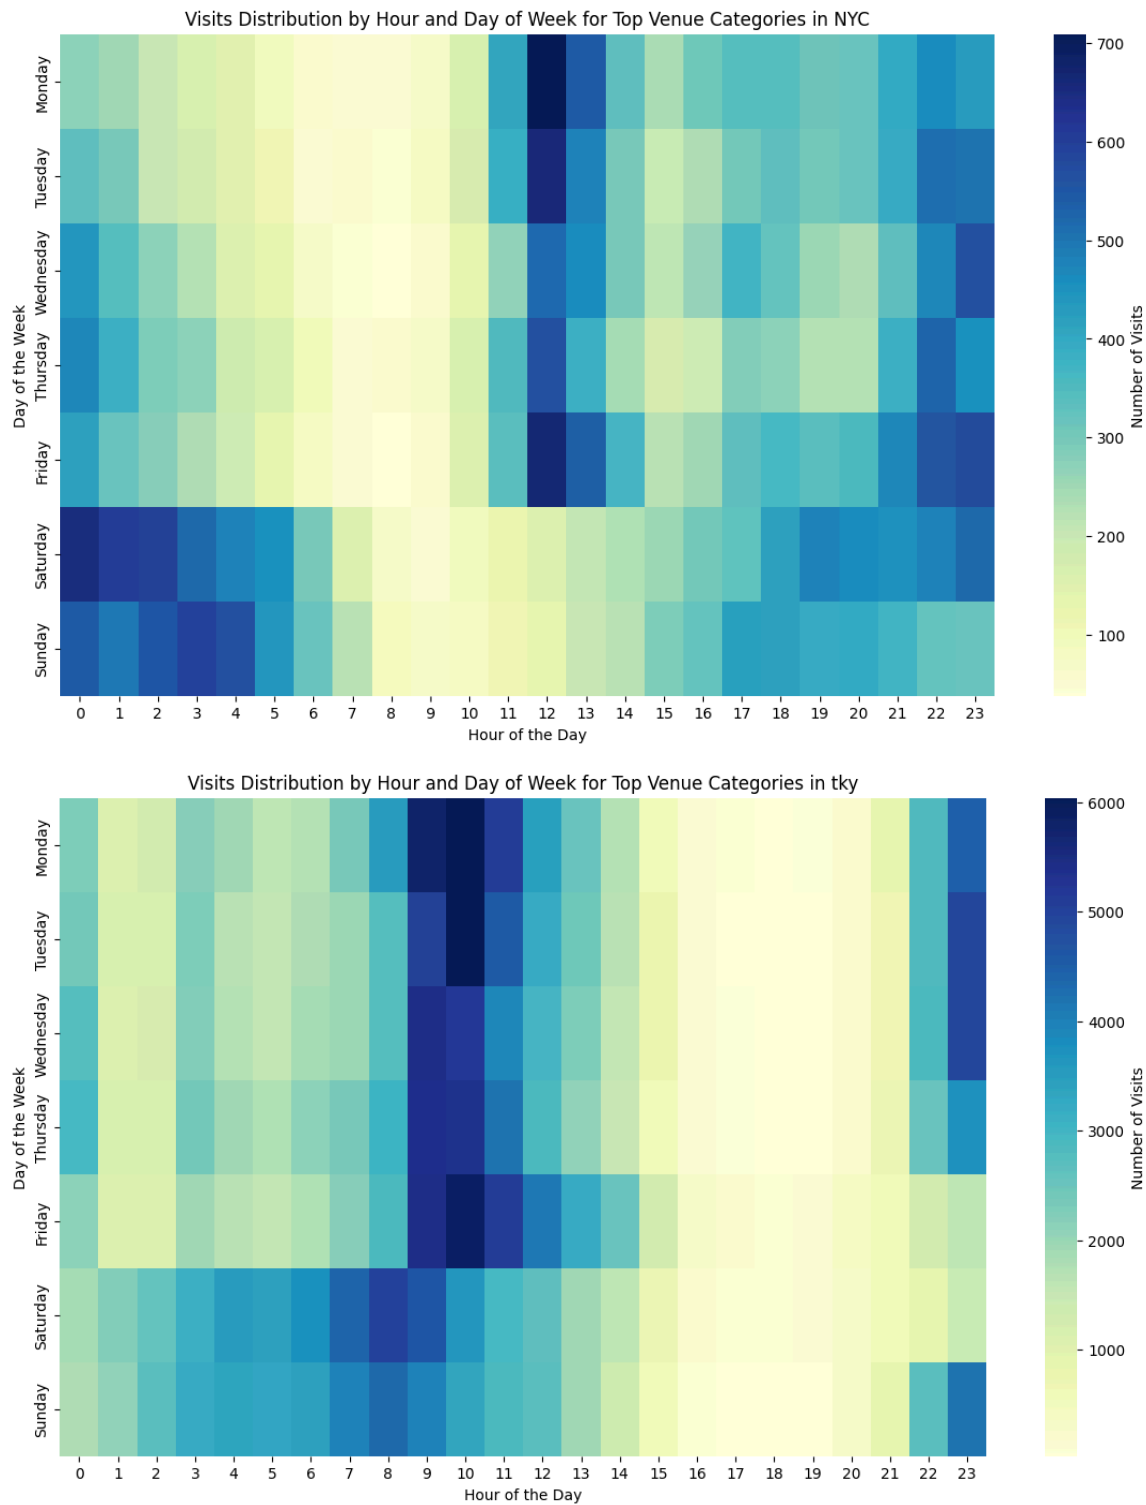 Visits Distribution by Hour and Day of Week for Top Venue Categories in NYC
Day of the Week
Monday
Tuesday
Wednesday
Thursday
Friday
Saturday
Sunday
0 1 2 3 4 5 6 7 8 9 10 11 12 13 14 15 16 17 18 19 20 21 22 23
Hour of the Day
700
600
500
400
300
200
100
Number of Visits
Visits Distribution by Hour and Day of Week for Top Venue Categories in tky
Day of the Week
Monday
Tuesday
Wednesday
Thursday
Friday
Saturday
Sunday
0 1 2 3 4 5 6 7 8 9 10 11 12 13 14 15 16 17 18 19 20 21 22 23
Hour of the Day
6000
5000
4000
3000
2000
1000
Number of Visits